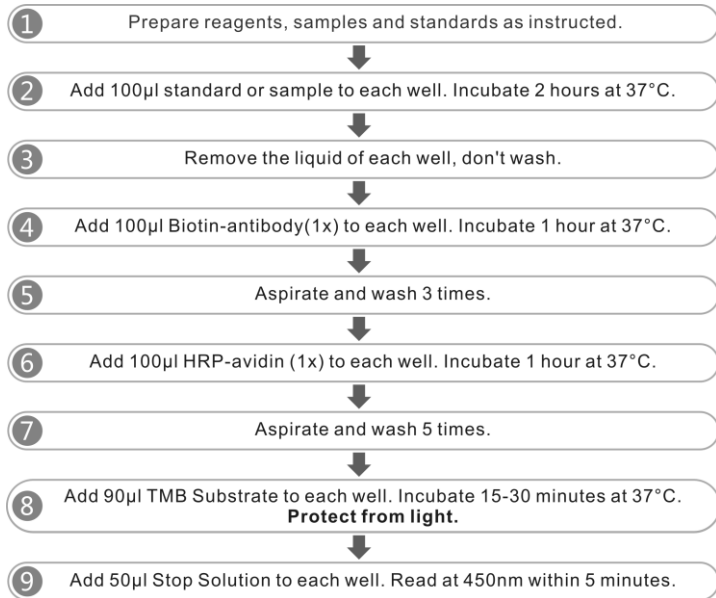 1 Prepare reagents, samples and standards as instructed.
2 Add 100μl standard or sample to each well. Incubate 2 hours at 37°C.
3 Remove the liquid of each well, don't wash.
4 Add 100μl Biotin-antibody(1x) to each well. Incubate 1 hour at 37°C.
5 Aspirate and wash 3 times.
6 Add 100μl HRP-avidin (1x) to each well. Incubate 1 hour at 37°C.
7 Aspirate and wash 5 times.
8 Add 90μl TMB Substrate to each well. Incubate 15-30 minutes at 37°C.
Protect from light.
9 Add 50μl Stop Solution to each well. Read at 450nm within 5 minutes.